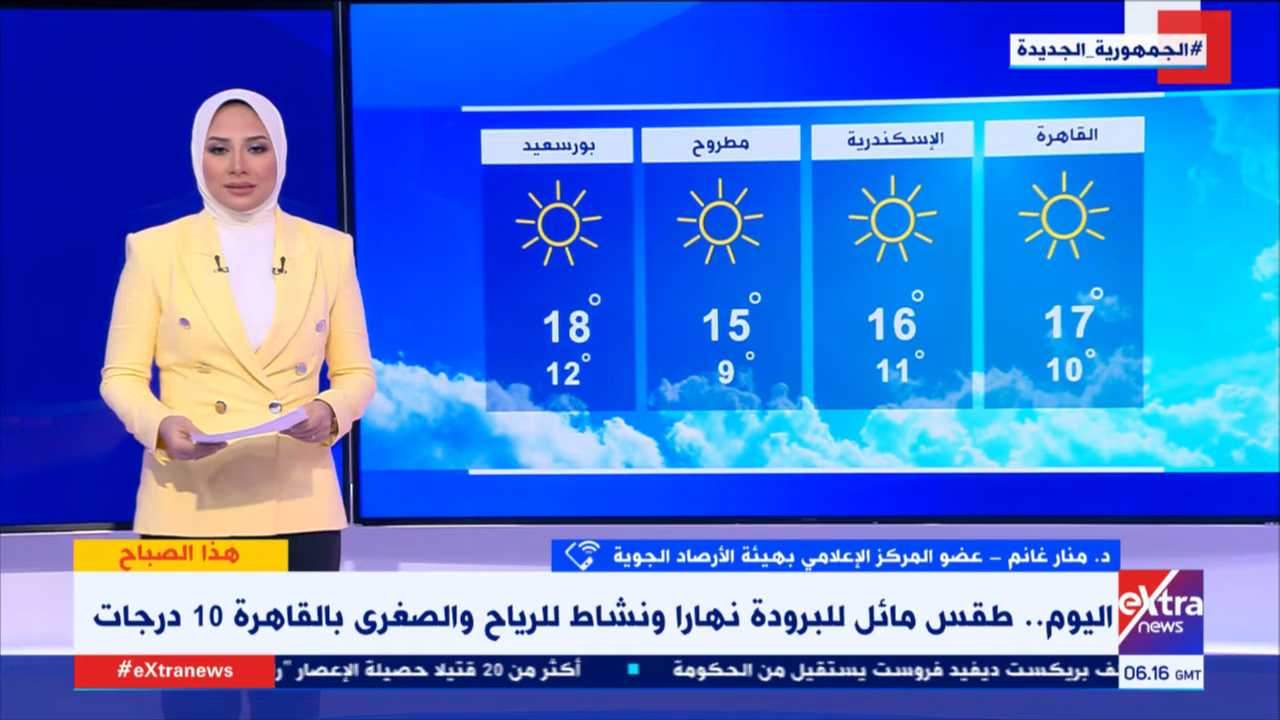 #الجمهورية_الجديدة
القاهرة
الإسكندرية
مطروح
بورسعيد
17°
16°
15°
18°
10°
11°
9°
12°
د. منار غانم – عضو المركز الإعلامي بهيئة الأرصاد الجوية
هذا الصباح
اليوم.. طقس مائل للبرودة نهارا ونشاط للرياح والصغرى بالقاهرة 10 درجات
eXtra
news
بريكست ديفيد فروست يستقيل من الحكومة
أكثر من 20 قتيلا حصيلة الإعصار
#eXtranews
06.16 GMT